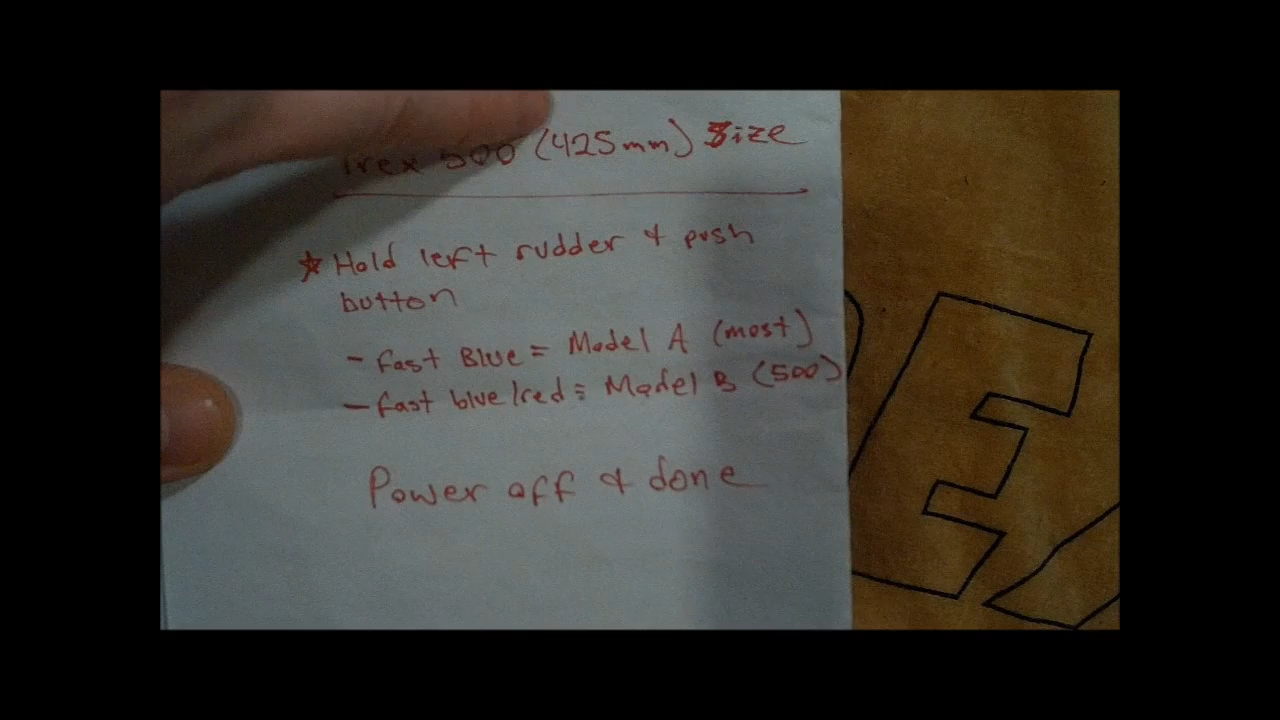 Trex 500 (425mm) Size
☆ Hold left rudder & push
button
- Fast Blue = Model A (most)
- Fast blue/red = Model B (500)
Power off & done